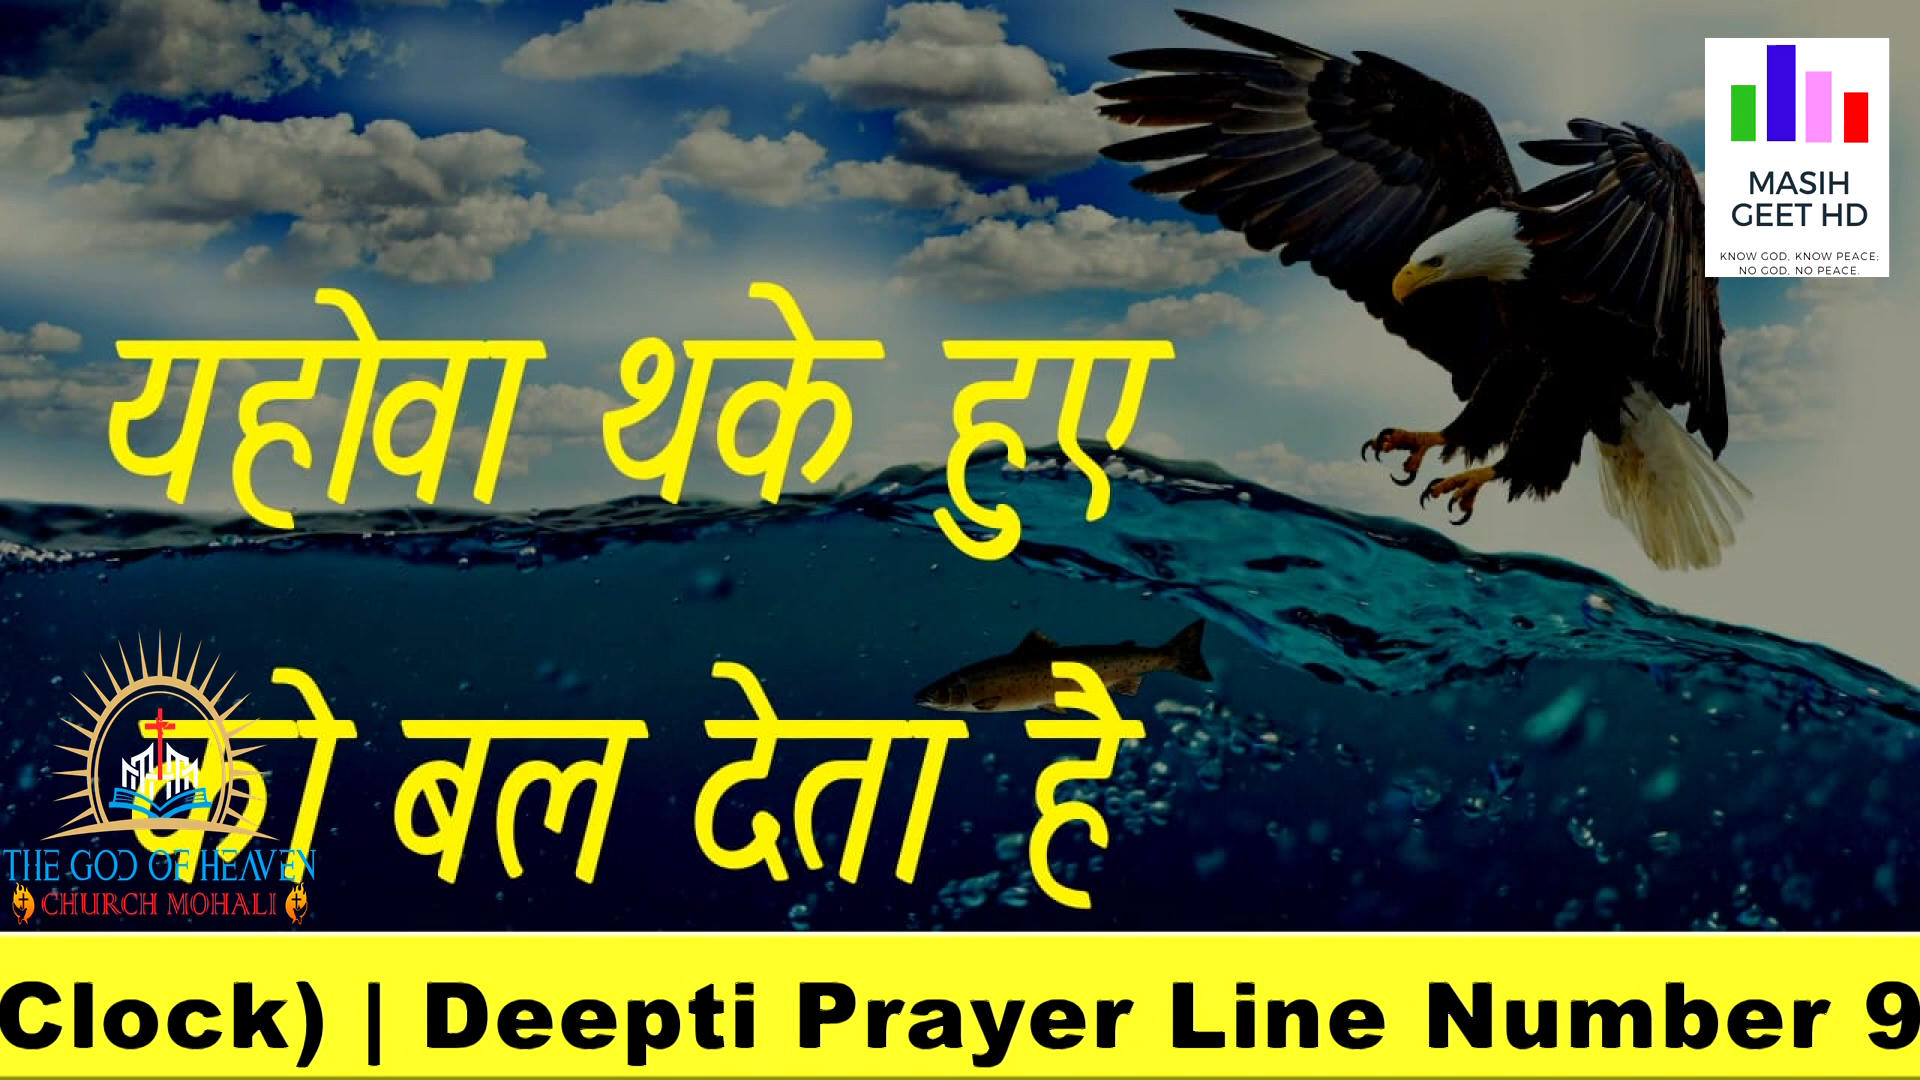 MASIH
GEET HD
KNOW GOD, KNOW PEACE;
NO GOD, NO PEACE.
यहोवा थके हुए
को बल देता है
THE GOD OF HEAVEN
CHURCH MOHALI
Clock) | Deepti Prayer Line Number 9